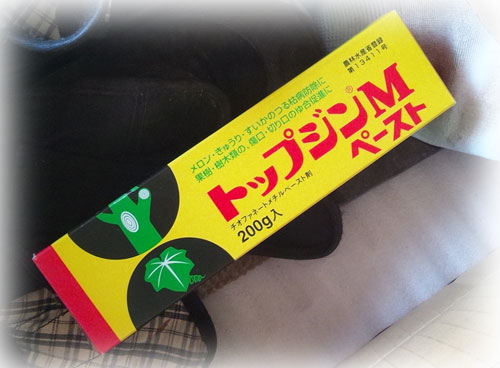 農林水産省登録
第13411号
メロン・きゅうり・すいかのつる枯病防除に
果樹・樹木類の、傷口・切り口のゆ合促進に
トップジンM®
ペースト
チオファネートメチルペースト剤
200g入